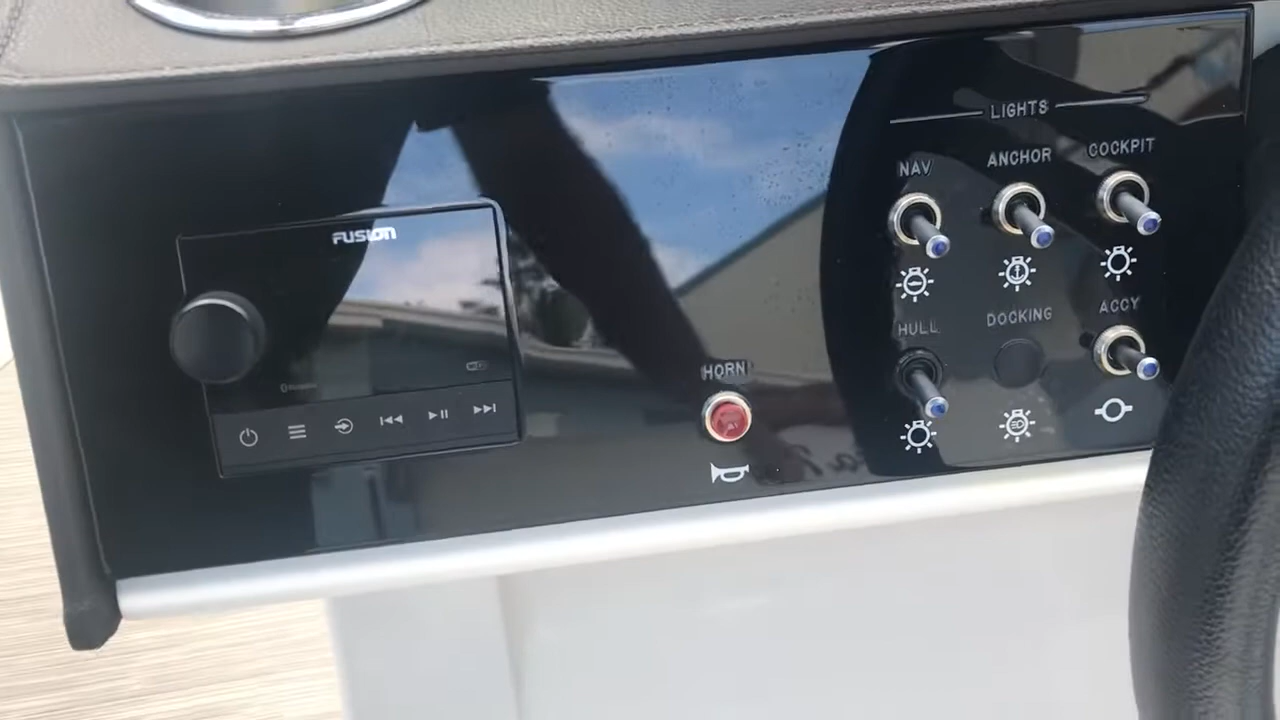 LIGHTS
NAV
ANCHOR
COCKPIT
FUSION
HULL
DOCKING
ACCY
HORN